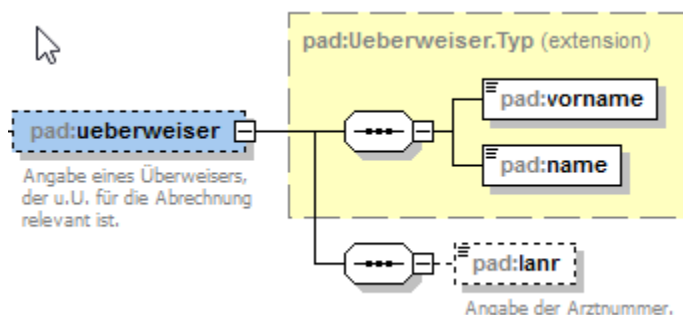 pad:Ueberweiser.Typ (extension)
pad:vorname
pad:ueberweiser
pad:name
Angabe eines Überweisers,
der u.U. für die Abrechnung
relevant ist.
pad:lanr
Angabe der Arztnummer.